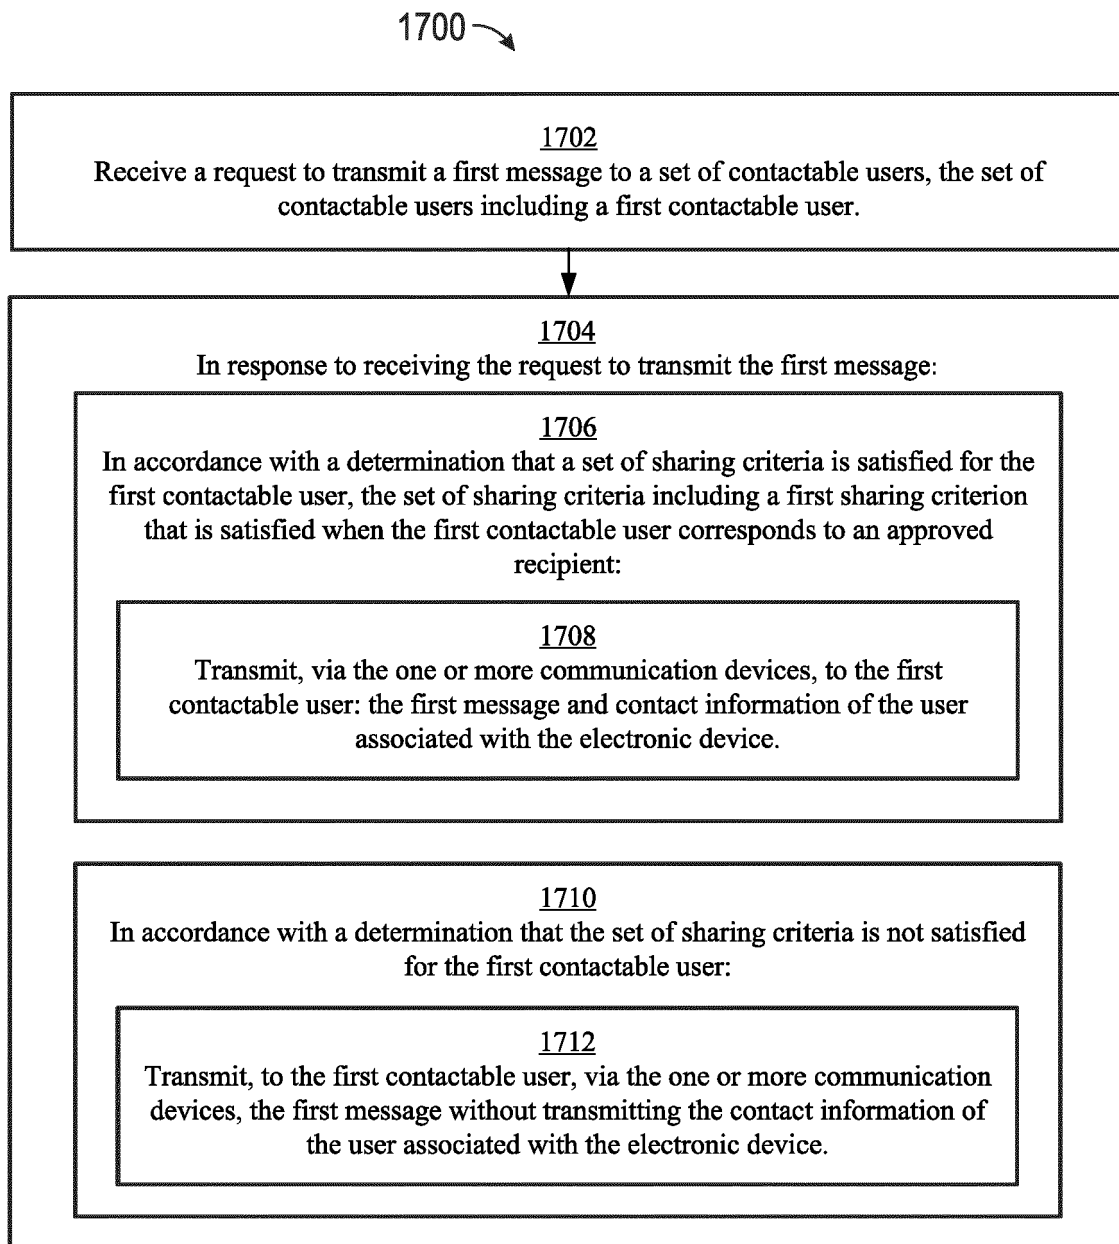 1700
1702
Receive a request to transmit a first message to a set of contactable users, the set of
contactable users including a first contactable user.
1704
In response to receiving the request to transmit the first message:
1706
In accordance with a determination that a set of sharing criteria is satisfied for the
first contactable user, the set of sharing criteria including a first sharing criterion
that is satisfied when the first contactable user corresponds to an approved
recipient:
1708
Transmit, via the one or more communication devices, to the first
contactable user: the first message and contact information of the user
associated with the electronic device.
1710
In accordance with a determination that the set of sharing criteria is not satisfied
for the first contactable user:
1712
Transmit, to the first contactable user, via the one or more communication
devices, the first message without transmitting the contact information of
the user associated with the electronic device.